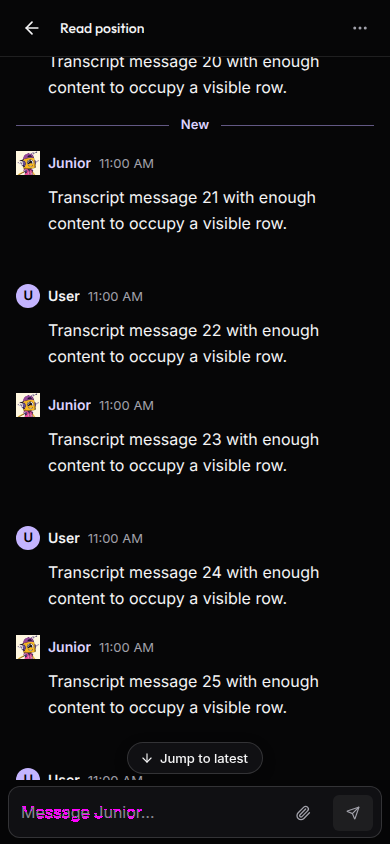 Read position
Transcript message 20 with enough
content to occupy a visible row.
New
Junior 11:00 AM
Transcript message 21 with enough
content to occupy a visible row.
U User 11:00 AM
Transcript message 22 with enough
content to occupy a visible row.
Junior 11:00 AM
Transcript message 23 with enough
content to occupy a visible row.
U User 11:00 AM
Transcript message 24 with enough
content to occupy a visible row.
Junior 11:00 AM
Transcript message 25 with enough
content to occupy a visible row.
Jump to latest
U User 11:00 AM
Message Junior...